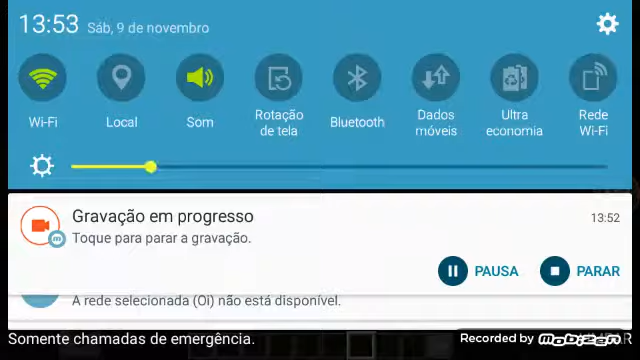 13:53 Sáb, 9 de novembro
Wi-Fi
Local
Som
Rotação
de tela
Bluetooth
Dados
móveis
Ultra
economia
Rede
Wi-Fi
Gravação em progresso
13:52
Toque para parar a gravação.
PAUSA
PARAR
A rede selecionada (Oi) não está disponível.
Somente chamadas de emergência.
Recorded by mobizen